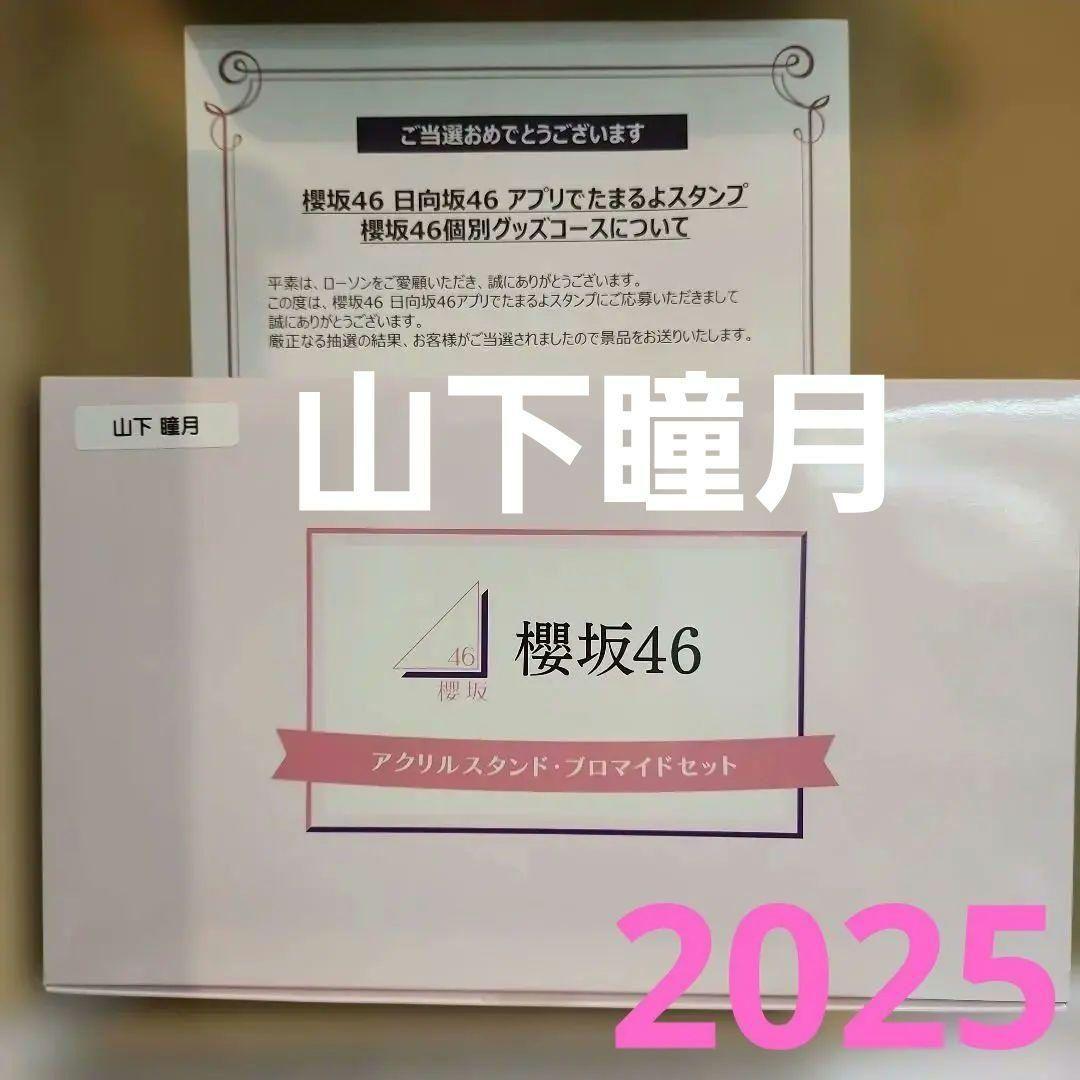 ご当選おめでとうございます
櫻坂46 日向坂46 アプリでたまるよスタンプ
櫻坂46個別グッズコースについて
平素は、ローソンをご愛顧いただき、誠にありがとうございます。
この度は、櫻坂46 日向坂46アプリでたまるよスタンプにご応募いただきまして
誠にありがとうございます。
厳正なる抽選の結果、お客様がご当選されましたので景品をお送りいたします。
山下 瞳月
山下瞳月
46
櫻坂
櫻坂46
アクリルスタンド・ブロマイドセット
2025